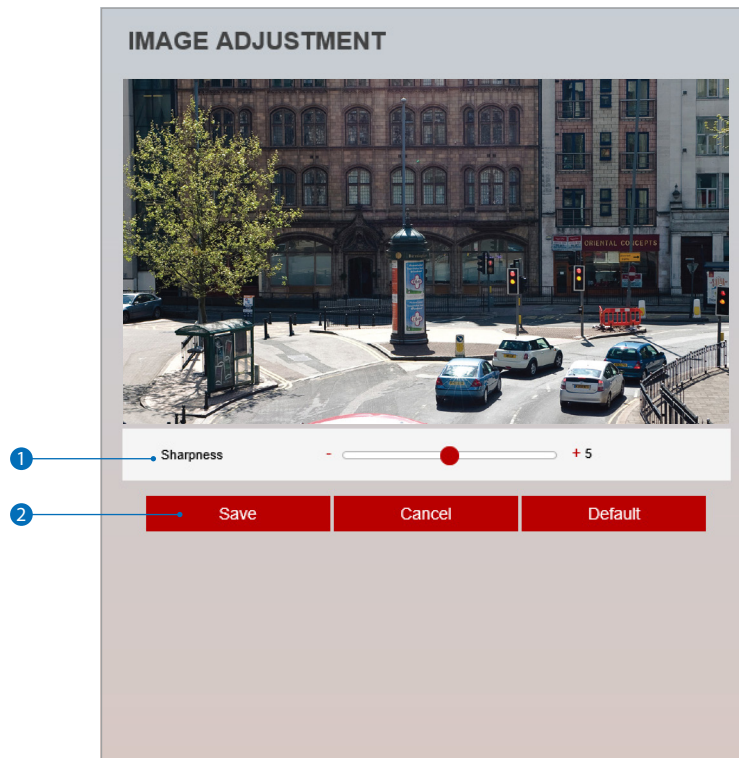 IMAGE ADJUSTMENT
ORIENTAL CONCEPTS
1
Sharpness - + 5
2
Save Cancel Default